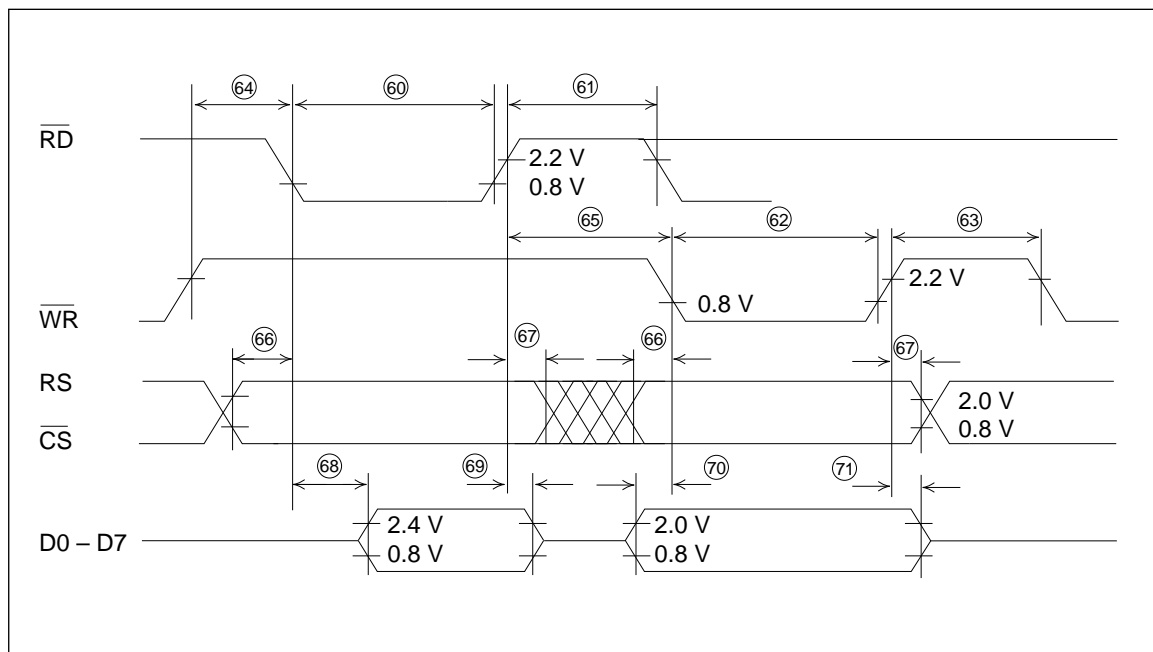 64 60 61
RD
2.2 V
0.8 V
65 62 63
2.2 V
0.8 V
WR
66 67 66 67
RS
2.0 V
CS
0.8 V
68 69 70 71
2.4 V 2.0 V
D0 – D7
0.8 V 0.8 V